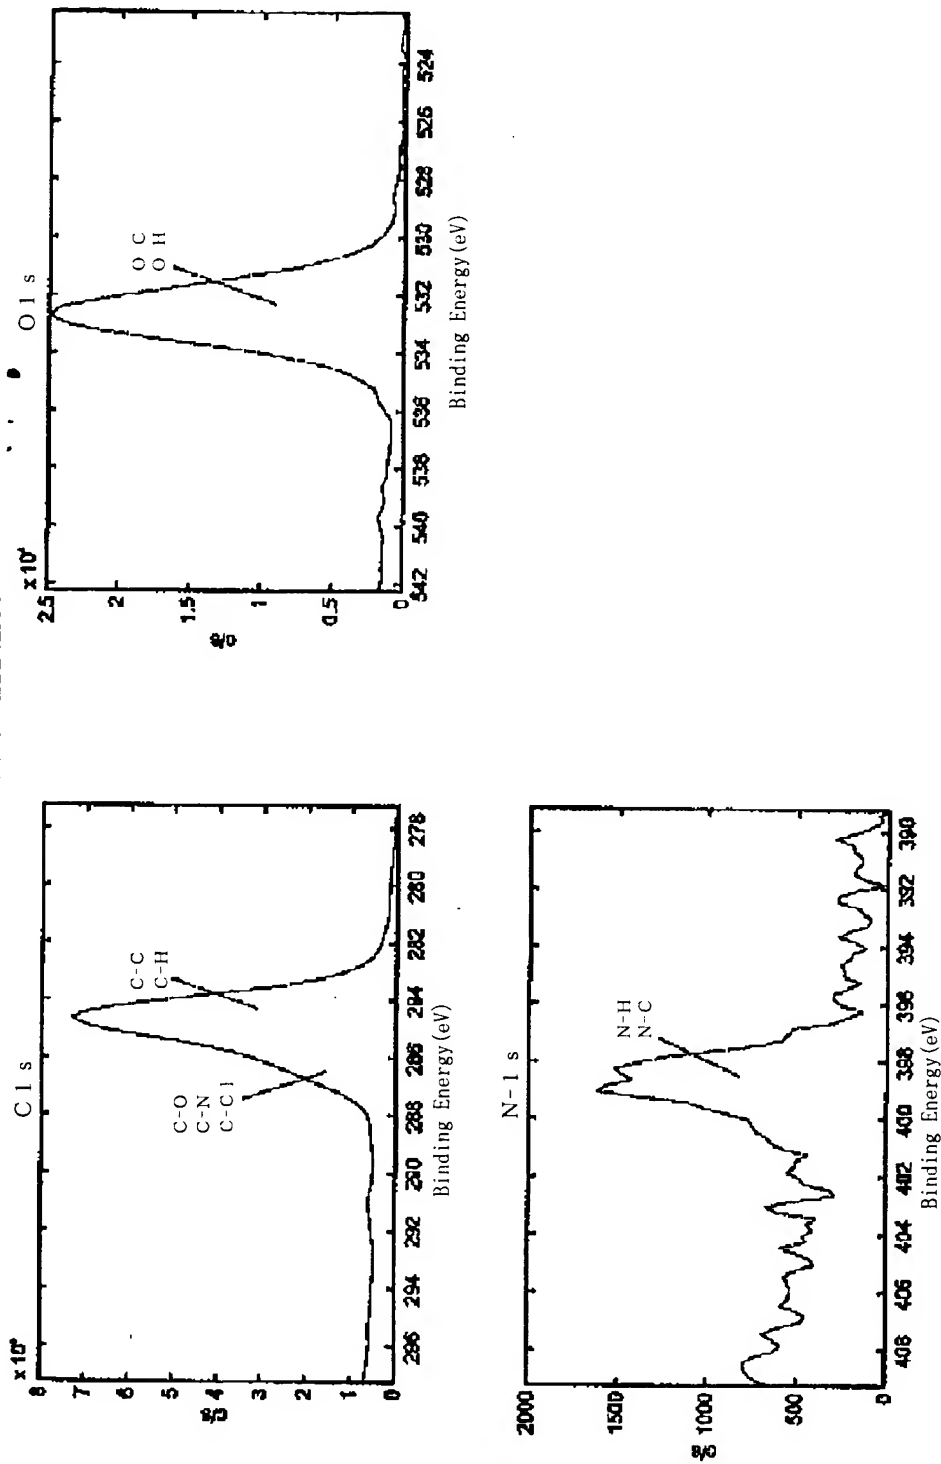 C 1 s
x10⁴
8
7
6
5
4
3
2
1
0
c/s
C-O
C-N
C-Cl
C-C
C-H
296 294 292 290 288 286 284 282 280 278
Binding Energy(eV)
O 1 s
x10⁴
2.5
2
1.5
1
0.5
0
c/s
O C
O H
542 540 538 536 534 532 530 528 526 524
Binding Energy(eV)
N-1 s
2000
1500
1000
500
0
c/s
N-H
N-C
408 406 404 402 400 398 396 394 392 390
Binding Energy(eV)